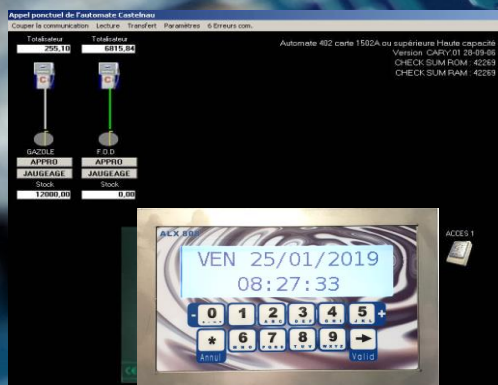 Appel ponctuel de l'automate Castelnau
Couper la communication Lecture Transfert Paramètres 6 Erreurs com.
Totalisateur Totalisateur
255,10 6815,84
Automate 402 carte 1502A ou supérieure Haute capacité
Version CARY.01 28-09-06
CHECK SUM ROM : 42269
CHECK SUM RAM : 42269
C C
GAZOLE F.O.D
APPRO APPRO
JAUGEAGE JAUGEAGE
Stock Stock
12000,00 0,00
ACCES 1
VEN 25/01/2019
08:27:33
- 0 1 2 3 4 5 +
* 6 7 8 9 →
Annul Valid